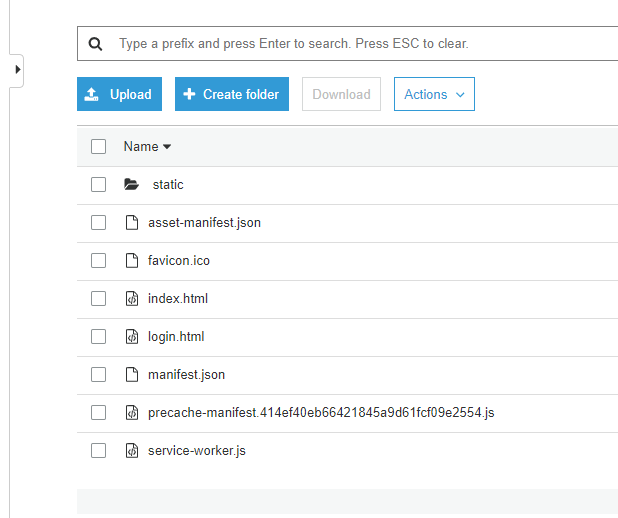 Type a prefix and press Enter to search. Press ESC to clear.
Upload Create folder Download Actions
Name
static
asset-manifest.json
favicon.ico
index.html
login.html
manifest.json
precache-manifest.414ef40eb66421845a9d61fcf09e2554.js
service-worker.js